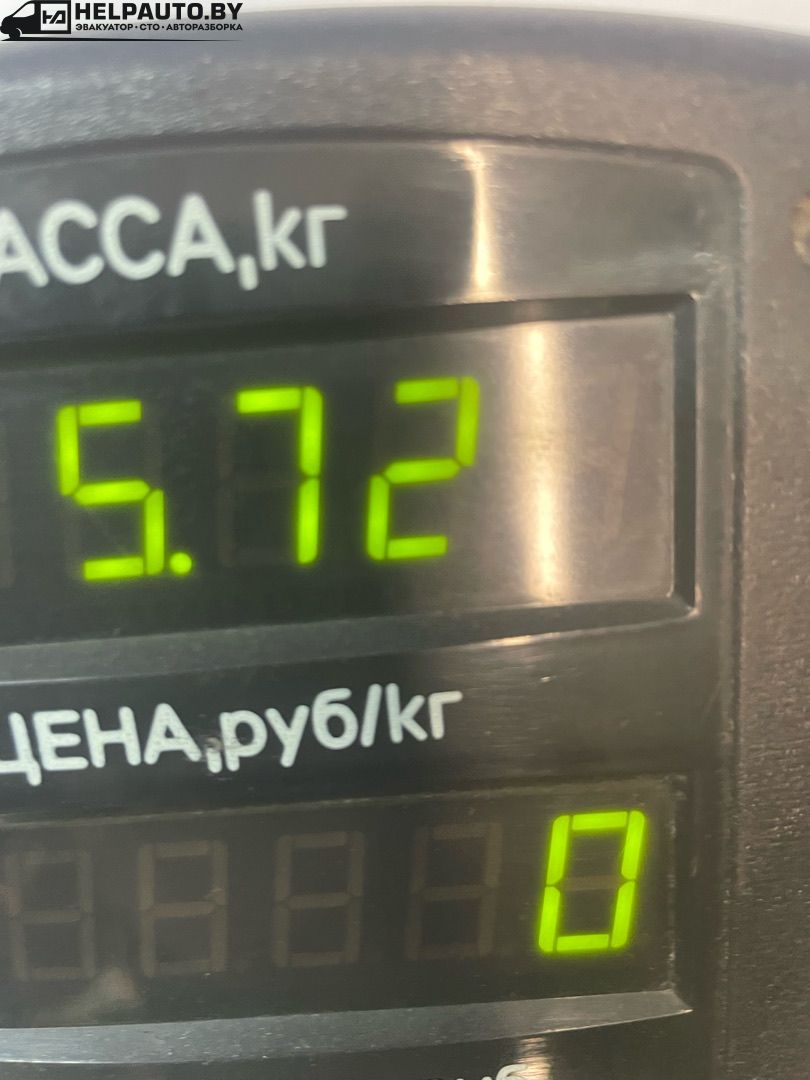 HELPAUTO.BY
ЭВАКУАТОР • СТО • АВТОРАЗБОРКА
АССА,кг
5.72
ЦЕНА,руб/кг
0